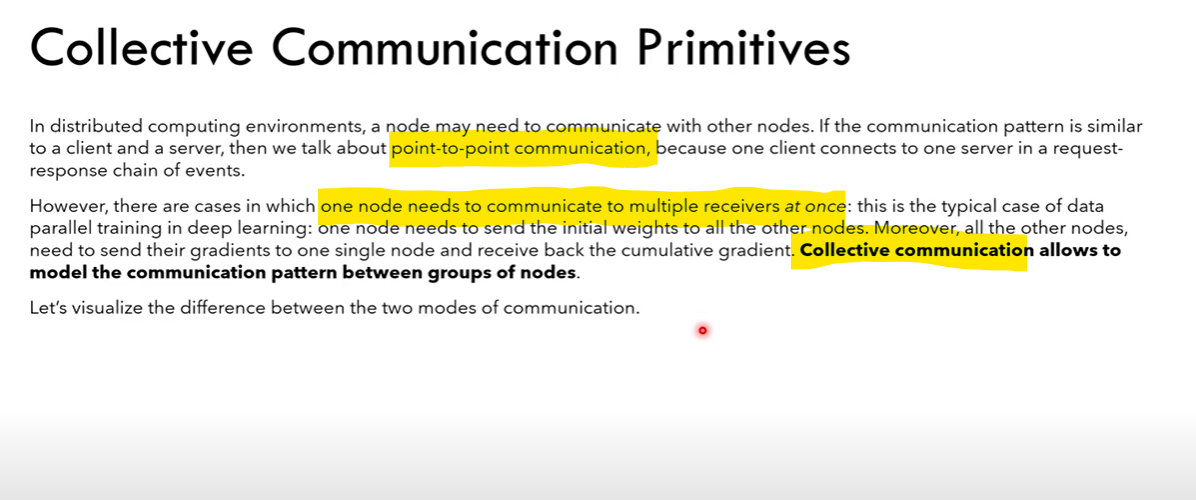 Collective Communication Primitives
In distributed computing environments, a node may need to communicate with other nodes. If the communication pattern is similar
to a client and a server, then we talk about point-to-point communication, because one client connects to one server in a request-
response chain of events.
However, there are cases in which one node needs to communicate to multiple receivers at once: this is the typical case of data
parallel training in deep learning: one node needs to send the initial weights to all the other nodes. Moreover, all the other nodes,
need to send their gradients to one single node and receive back the cumulative gradient. Collective communication allows to
model the communication pattern between groups of nodes.
Let’s visualize the difference between the two modes of communication.